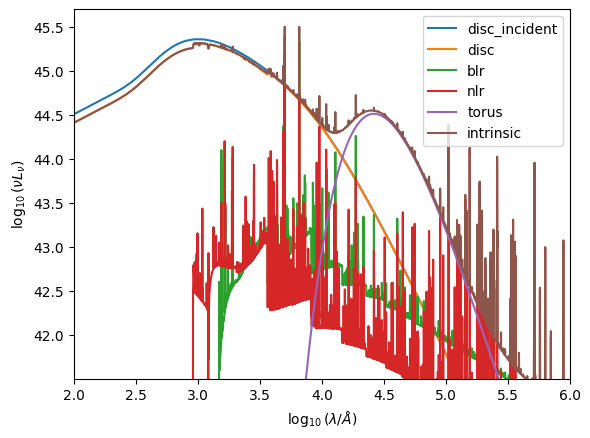 disc_incident
disc
blr
nlr
torus
intrinsic
log₁₀(νLᵥ)
45.5
45.0
44.5
44.0
43.5
43.0
42.5
42.0
2.0 2.5 3.0 3.5 4.0 4.5 5.0 5.5 6.0
log₁₀(λ/Å)